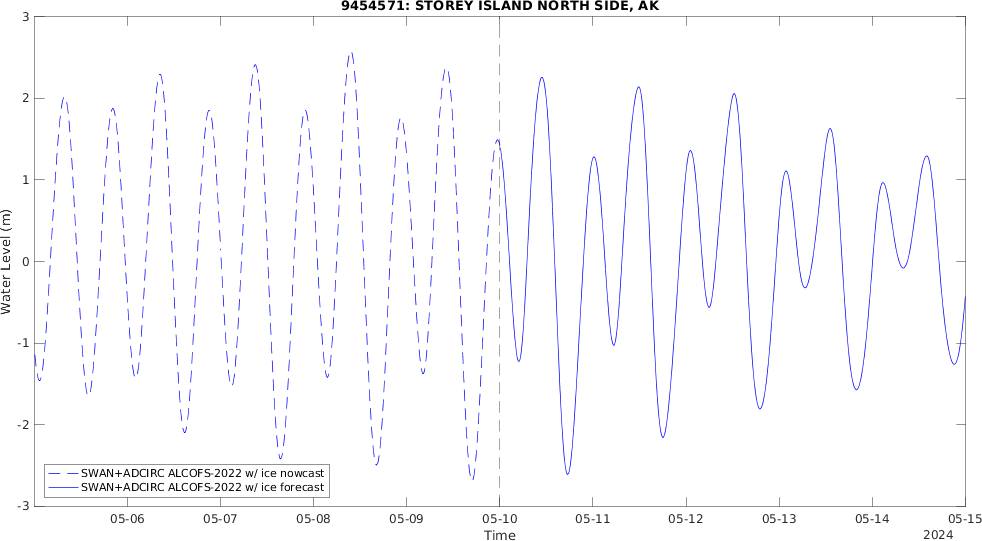 9454571: STOREY ISLAND NORTH SIDE, AK
3
2
1
0
-1
-2
-3
Water Level (m)
SWAN+ADCIRC ALCOFS-2022 w/ ice nowcast
SWAN+ADCIRC ALCOFS-2022 w/ ice forecast
05-06 05-07 05-08 05-09 05-10 05-11 05-12 05-13 05-14 05-15
Time
2024